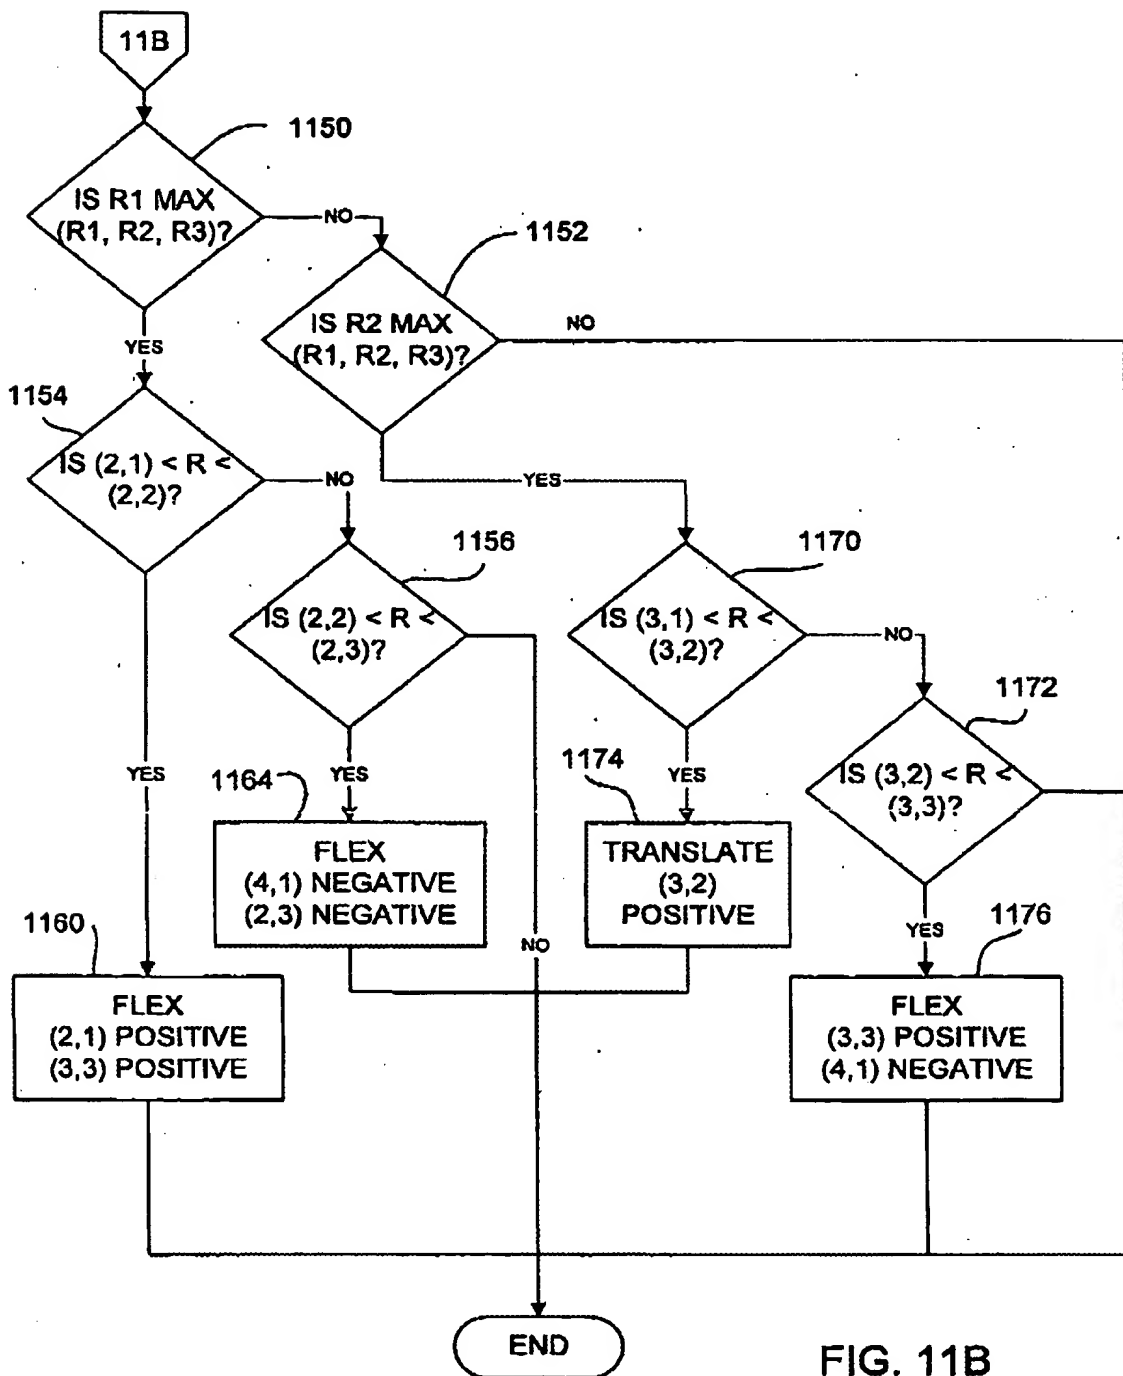 11B
1150
IS R1 MAX
(R1, R2, R3)?
NO
1152
IS R2 MAX
(R1, R2, R3)?
NO
YES
1154
IS (2,1) < R <
(2,2)?
NO
YES
1156
IS (2,2) < R <
(2,3)?
1170
IS (3,1) < R <
(3,2)?
NO
1172
IS (3,2) < R <
(3,3)?
YES
1164
YES
FLEX
(4,1) NEGATIVE
(2,3) NEGATIVE
1174
YES
TRANSLATE
(3,2)
POSITIVE
NO
1160
FLEX
(2,1) POSITIVE
(3,3) POSITIVE
YES
1176
FLEX
(3,3) POSITIVE
(4,1) NEGATIVE
END
FIG. 11B